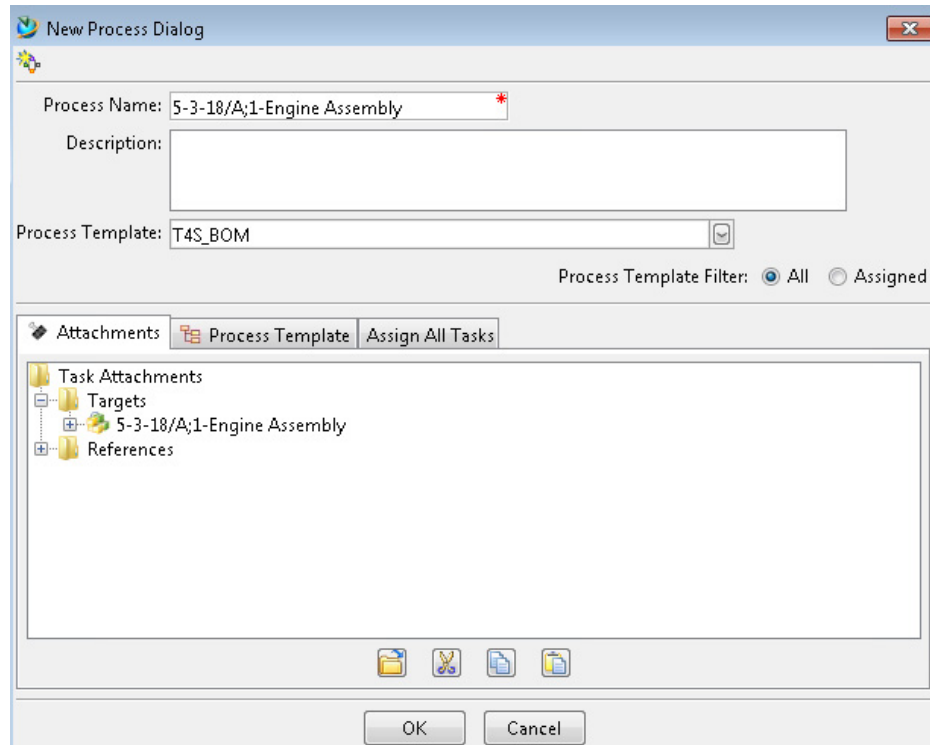 New Process Dialog
Process Name: 5-3-18/A;1-Engine Assembly *
Description:
Process Template: T4S_BOM
Process Template Filter: All Assigned
Attachments Process Template Assign All Tasks
Task Attachments
Targets
5-3-18/A;1-Engine Assembly
References
OK Cancel